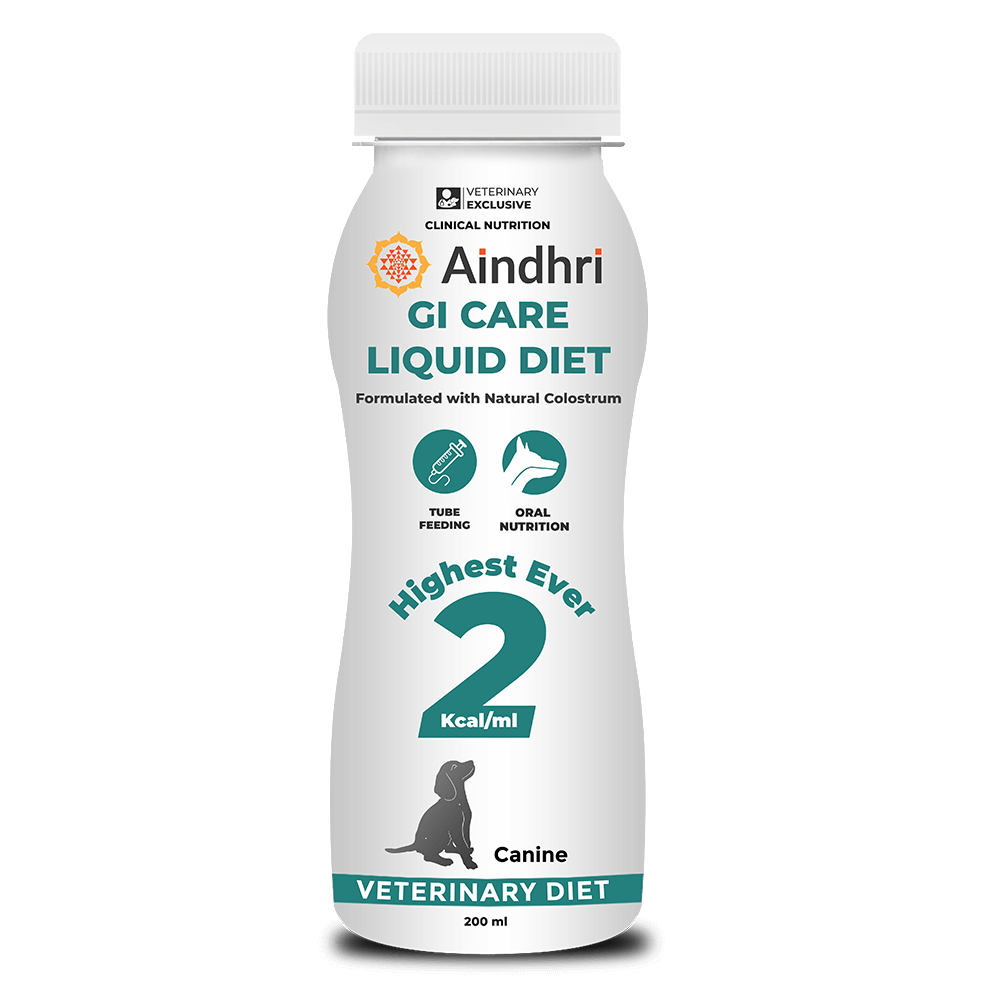 VETERINARY
EXCLUSIVE
CLINICAL NUTRITION
Aindhri
GI CARE
LIQUID DIET
Formulated with Natural Colostrum
TUBE
FEEDING
ORAL
NUTRITION
Highest Ever
2
Kcal/ml
Canine
VETERINARY DIET
200 ml